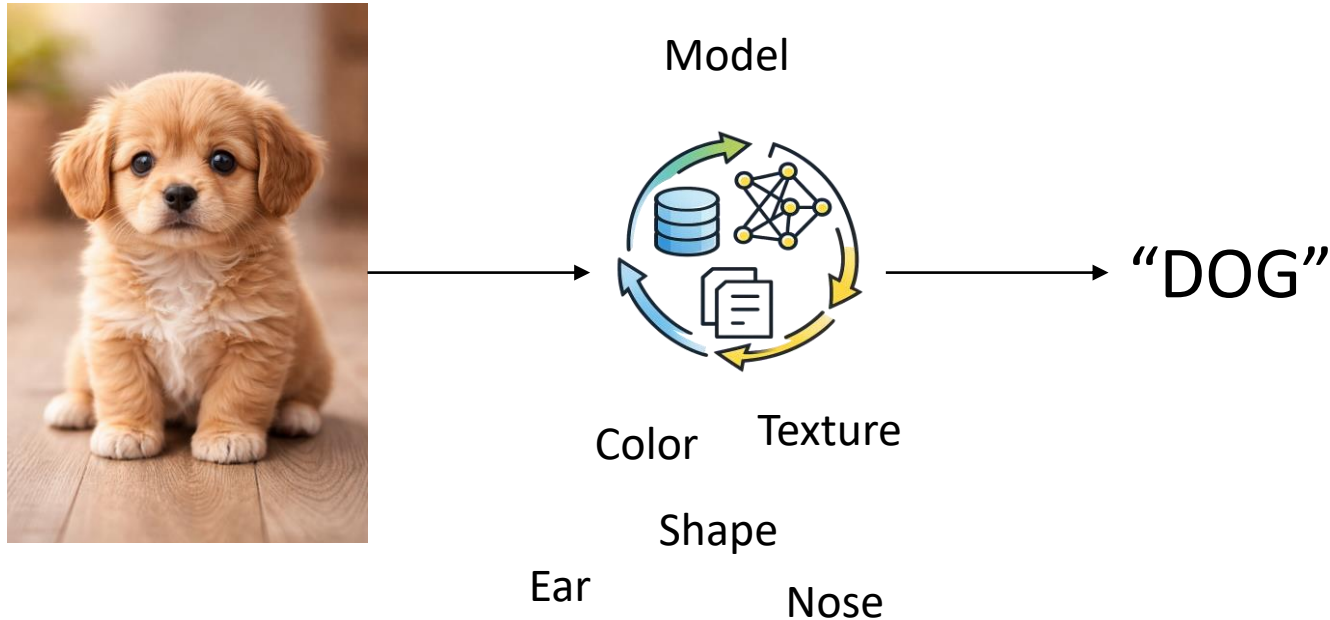 Model
“DOG”
Color
Texture
Shape
Ear
Nose